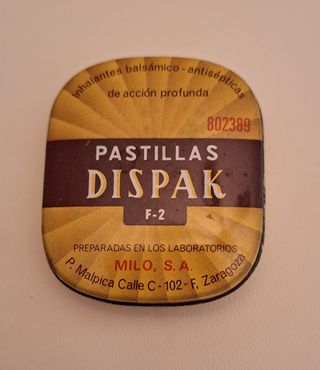 Inhalantes balsámico-antisépticas
de acción profunda
802389
PASTILLAS
DISPAK
F-2
PREPARADAS EN LOS LABORATORIOS
MILO, S.A.
P. Malpica Calle C-102-F, Zaragoza